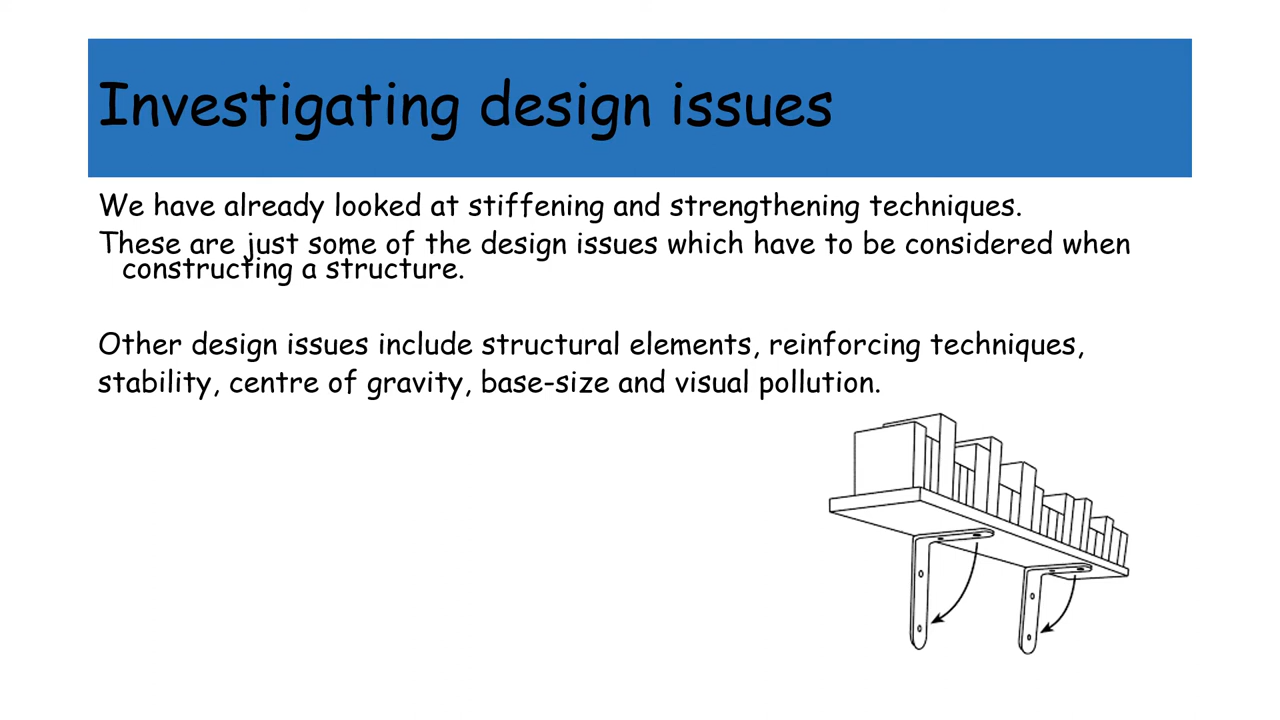 Investigating design issues
We have already looked at stiffening and strengthening techniques.
These are just some of the design issues which have to be considered when
constructing a structure.
Other design issues include structural elements, reinforcing techniques,
stability, centre of gravity, base-size and visual pollution.